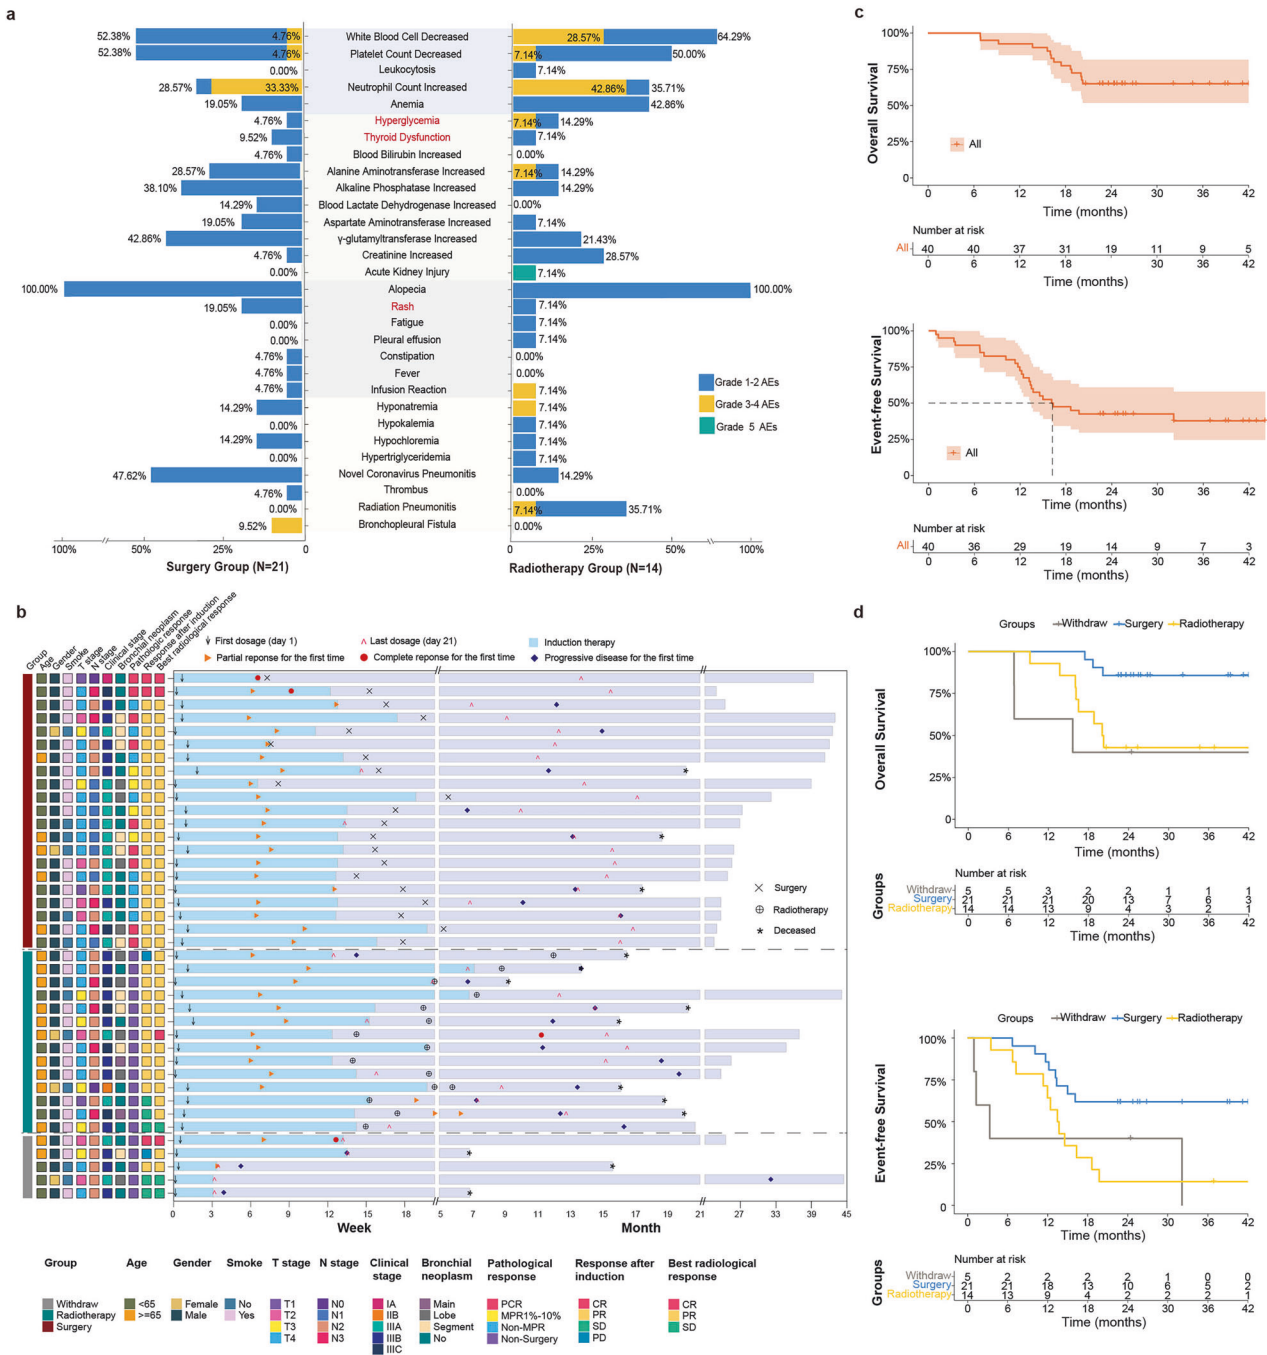 a
52.38% 4.76% White Blood Cell Decreased 28.57% 64.29%
52.38% 4.76% Platelet Count Decreased 7.14% 50.00%
0.00% Leukocytosis 7.14%
28.57% 33.33% Neutrophil Count Increased 42.86% 35.71%
19.05% Anemia 42.86%
4.76% Hyperglycemia 7.14% 14.29%
9.52% Thyroid Dysfunction 7.14%
4.76% Blood Bilirubin Increased 0.00%
28.57% Alanine Aminotransferase Increased 7.14% 14.29%
38.10% Alkaline Phosphatase Increased 14.29%
14.29% Blood Lactate Dehydrogenase Increased 0.00%
19.05% Aspartate Aminotransferase Increased 7.14%
42.86% γ-glutamyltransferase Increased 21.43%
4.76% Creatinine Increased 28.57%
0.00% Acute Kidney Injury 7.14%
100.00% Alopecia 100.00%
19.05% Rash 7.14%
0.00% Fatigue 7.14%
0.00% Pleural effusion 7.14%
4.76% Constipation 0.00%
4.76% Fever 0.00%
4.76% Infusion Reaction 7.14%
14.29% Hyponatremia 7.14%
0.00% Hypokalemia 7.14%
14.29% Hypochloremia 7.14%
0.00% Hypertriglyceridemia 7.14%
47.62% Novel Coronavirus Pneumonitis 14.29%
4.76% Thrombus 0.00%
0.00% Radiation Pneumonitis 7.14% 35.71%
9.52% Bronchopleural Fistula 0.00%
Grade 1-2 AEs
Grade 3-4 AEs
Grade 5 AEs
100% 50% 25% 0 0 25% 50% 100%
Surgery Group (N=21) Radiotherapy Group (N=14)
c
Overall Survival
100%
75%
50%
25%
0
All
0 6 12 18 24 30 36 42
Time (months)
Number at risk
All 40 40 37 31 19 11 9 5
0 6 12 18 24 30 36 42
Time (months)
Event-free Survival
100%
75%
50%
25%
0
All
0 6 12 18 24 30 36 42
Time (months)
Number at risk
All 40 36 29 19 14 9 7 3
0 6 12 18 24 30 36 42
Time (months)
b
Group
Age
Gender
Smoke
T stage
N stage
Clinical stage
Bronchial neoplasm
Pathologic response
Response after induction
Best radiological response
First dosage (day 1) Last dosage (day 21) Induction therapy
Partial reponse for the first time Complete reponse for the first time Progressive disease for the first time
Surgery
Radiotherapy
Deceased
0 3 6 9 12 15 18 5 7 9 11 13 15 17 19 21 27 33 39 45
Week Month
Group
Withdraw
Radiotherapy
Surgery
Age
<65
>=65
Gender
Female
Male
Smoke
No
Yes
T stage
T1
T2
T3
T4
N stage
N0
N1
N2
N3
Clinical
stage
IA
IIB
IIIA
IIIB
IIIC
Bronchial
neoplasm
Main
Lobe
Segment
No
Pathological
response
PCR
MPR1%-10%
Non-MPR
Non-Surgery
Response after
induction
CR
PR
SD
PD
Best radiological
response
CR
PR
SD
d
Groups Withdraw Surgery Radiotherapy
Overall Survival
100%
75%
50%
25%
0
0 6 12 18 24 30 36 42
Time (months)
Number at risk
Groups
Withdraw 5 5 3 2 2 1 1 1
Surgery 21 21 21 20 13 7 6 3
Radiotherapy 14 14 13 9 4 3 2 1
0 6 12 18 24 30 36 42
Time (months)
Groups Withdraw Surgery Radiotherapy
Event-free Survival
100%
75%
50%
25%
0
0 6 12 18 24 30 36 42
Time (months)
Number at risk
Groups
Withdraw 5 2 2 2 2 1 0 0
Surgery 21 21 18 13 10 6 5 2
Radiotherapy 14 13 9 4 2 2 2 1
0 6 12 18 24 30 36 42
Time (months)